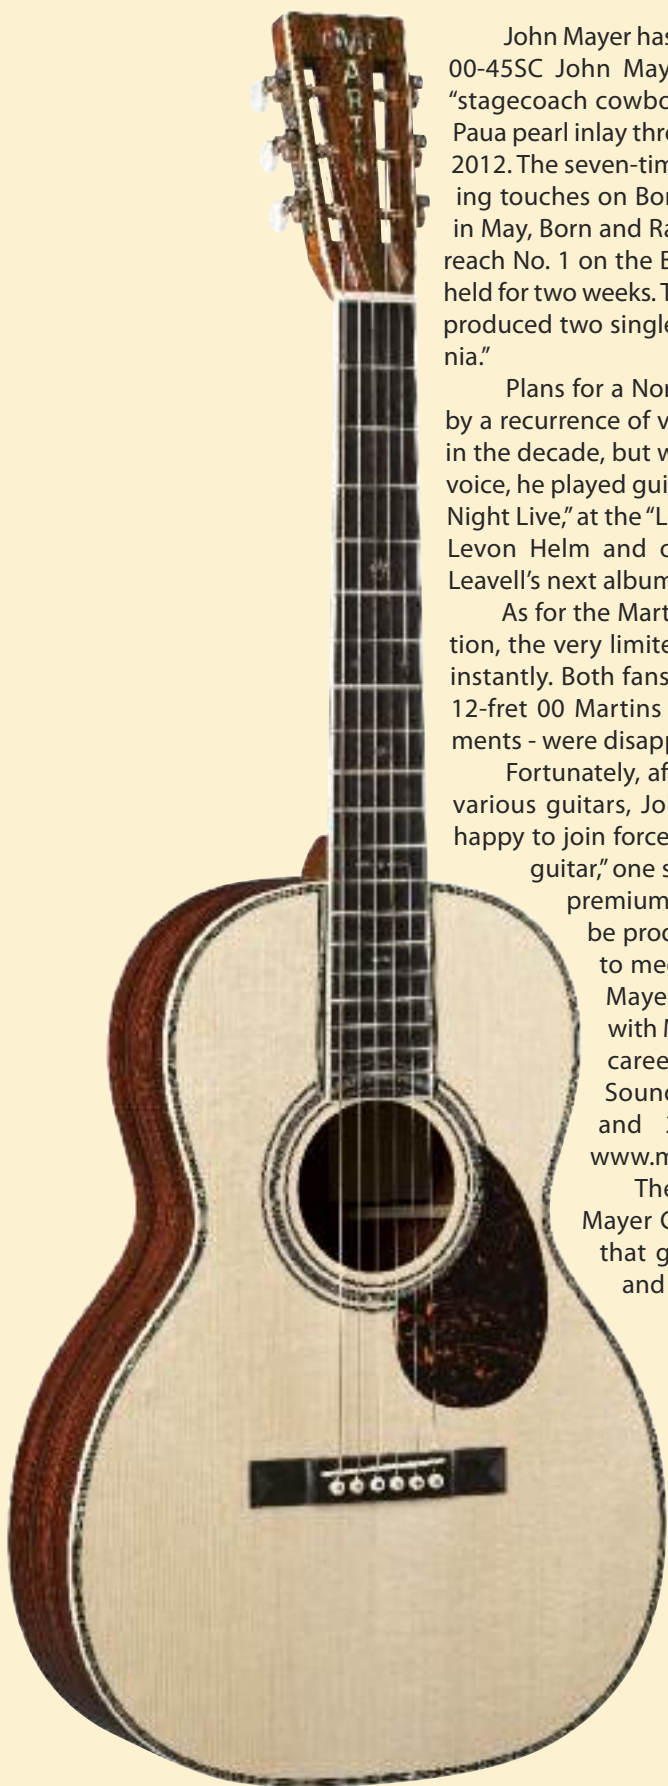 MARTIN
John Mayer has
00-45SC John May
"stagecoach cowbo
Paua pearl inlay thr
2012. The seven-tim
ing touches on Bor
in May, Born and Ra
reach No. 1 on the B
held for two weeks. T
produced two single
nia."
Plans for a Nor
by a recurrence of v
in the decade, but w
voice, he played gui
Night Live," at the "L
Levon Helm and o
Leavell's next album
As for the Mart
tion, the very limite
instantly. Both fans
12-fret 00 Martins
ments - were disapp
Fortunately, af
various guitars, Jo
happy to join force
guitar," one s
premium
be proc
to mee
Maye
with M
caree
Sound
and
www.m
The
Mayer C
that g
and